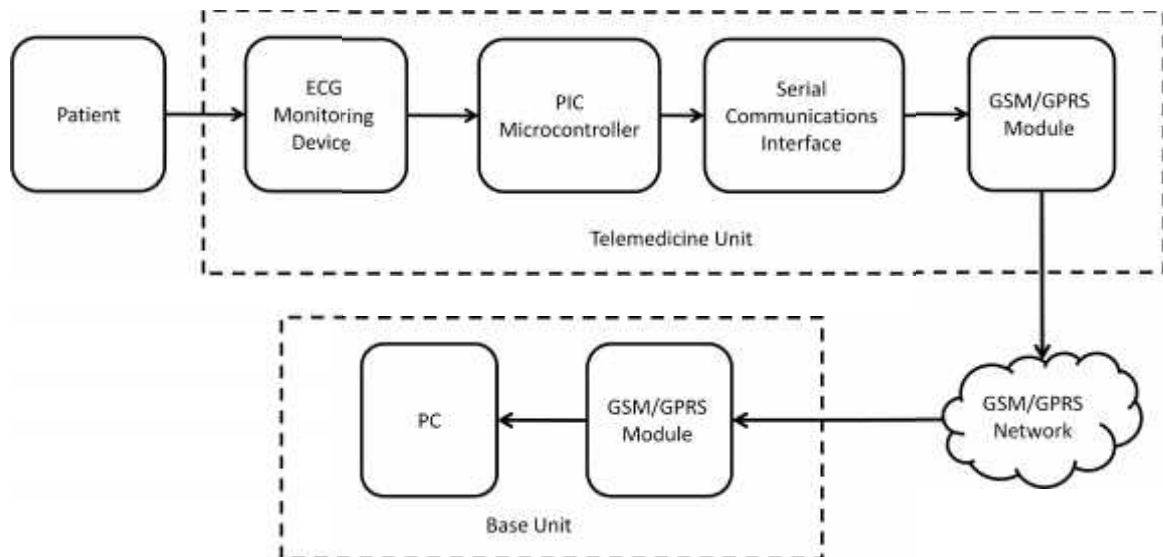 Patient
ECG
Monitoring
Device
PIC
Microcontroller
Serial
Communications
Interface
GSM/GPRS
Module
Telemedicine Unit
PC
GSM/GPRS
Module
GSM/GPRS
Network
Base Unit